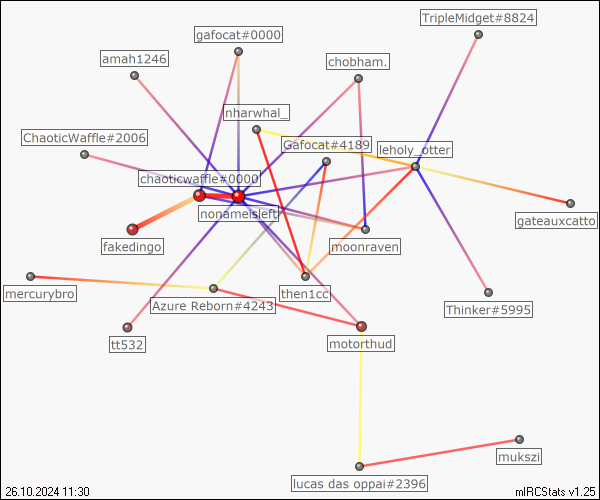 TripleMidget#8824
gafocat#0000
amah1246
chobham.
nharwhal_
ChaoticWaffle#2006
Gafocat#4189
leholy_otter
chaoticwaffle#0000
nonameisleft
gateauxcatto
fakedingo
moonraven
mercurybro
then1cc
Azure Reborn#4243
Thinker#5995
tt532
motorthud
mukszi
lucas das oppai#2396
26.10.2024 11:30
mIRCStats v1.25